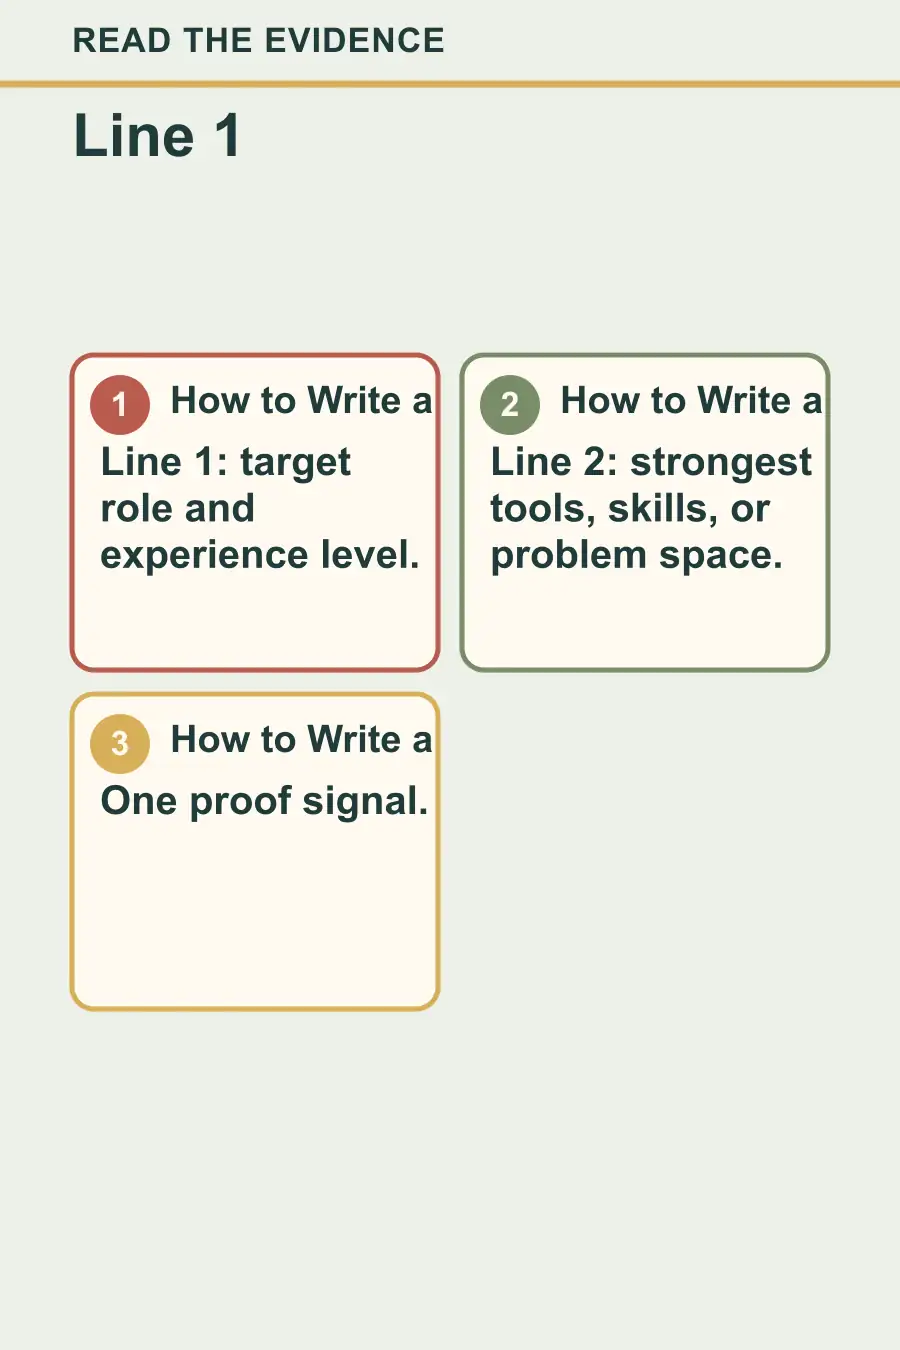 READ THE EVIDENCE
Line 1
1
How to Write a
Line 1: target
role and
experience level.
2
How to Write a
Line 2: strongest
tools, skills, or
problem space.
3
How to Write a
One proof signal.